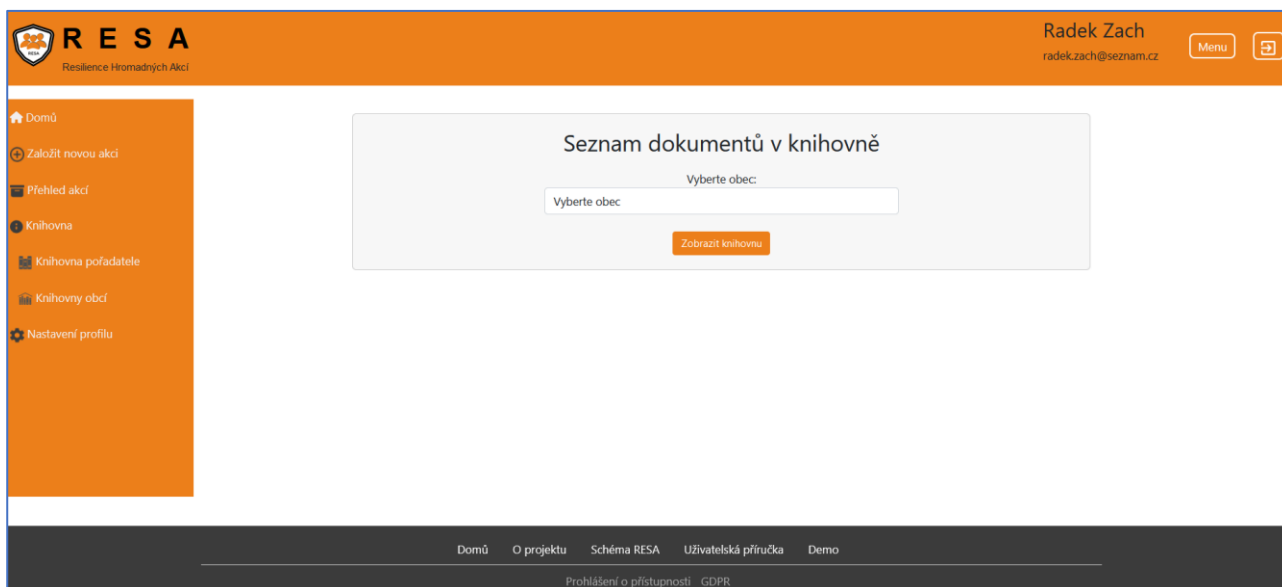 R E S A
Resilience Hromadných Akcí
RESA
Radek Zach
radek.zach@seznam.cz
Menu
Domů
Založit novou akci
Přehled akcí
Knihovna
Knihovna pořadatele
Knihovny obcí
Nastavení profilu
Seznam dokumentů v knihovně
Vyberte obec:
Vyberte obec
Zobrazit knihovnu
Domů O projektu Schéma RESA Uživatelská příručka Demo
Prohlášení o přístupnosti GDPR